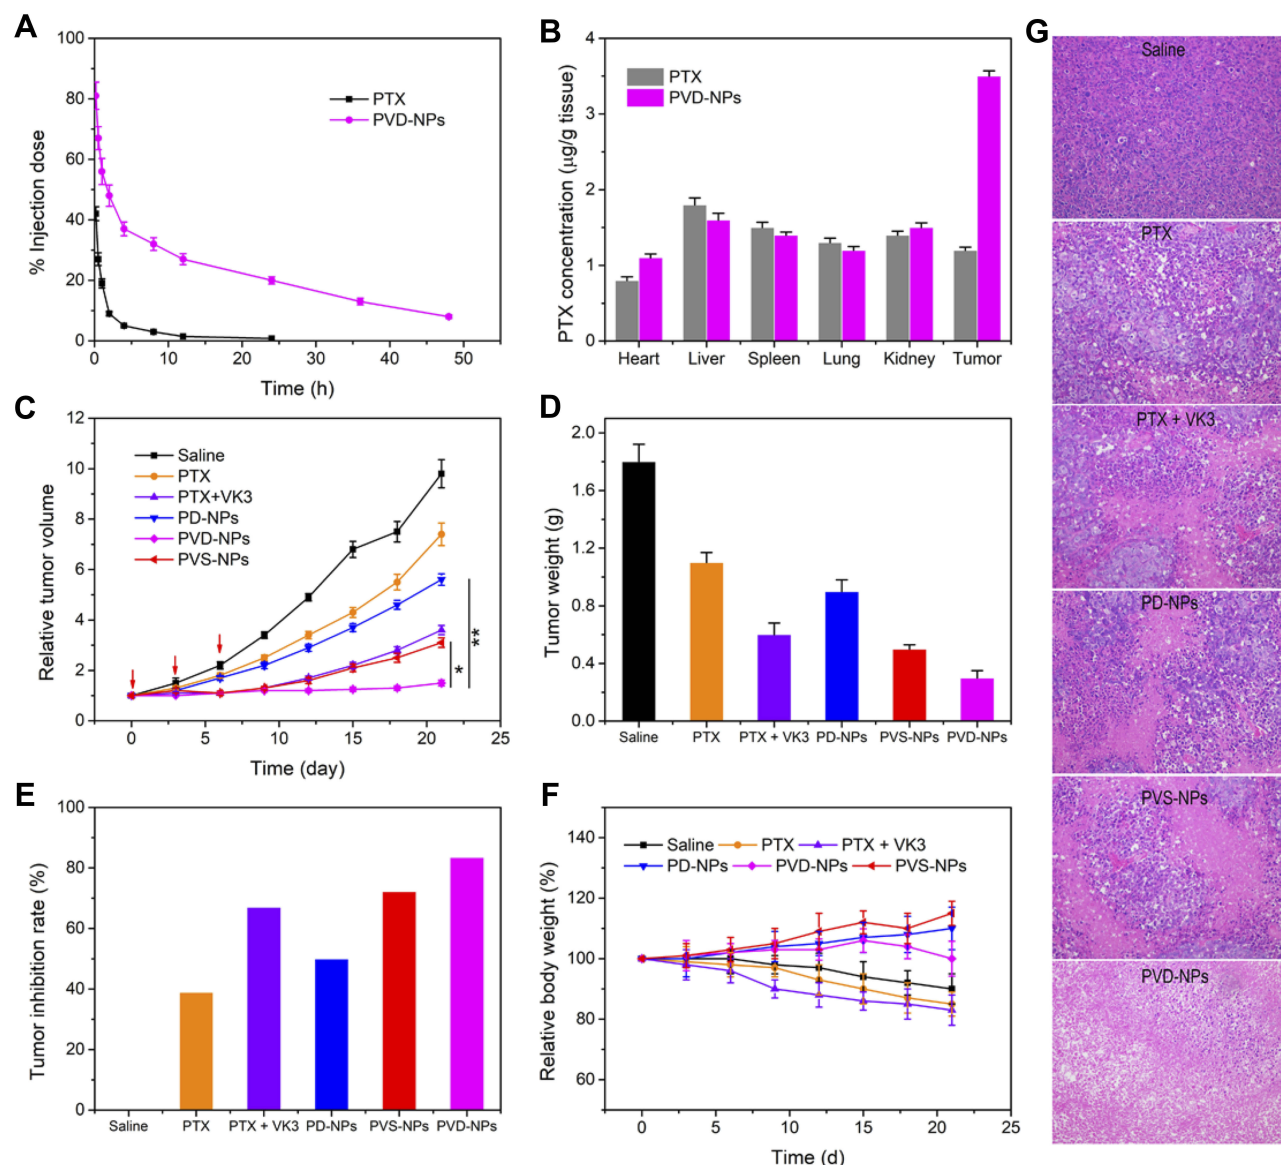 A
100
80
60
40
20
0
% Injection dose
PTX
PVD-NPs
0 10 20 30 40 50
Time (h)
B
4
3
2
1
0
PTX concentration (μg/g tissue)
PTX
PVD-NPs
Heart Liver Spleen Lung Kidney Tumor
C
12
10
8
6
4
2
0
Relative tumor volume
Saline
PTX
PTX+VK3
PD-NPs
PVD-NPs
PVS-NPs
**
*
0 5 10 15 20 25
Time (day)
D
2.0
1.6
1.2
0.8
0.4
0.0
Tumor weight (g)
Saline PTX PTX + VK3 PD-NPs PVS-NPs PVD-NPs
E
100
80
60
40
20
0
Tumor inhibition rate (%)
Saline PTX PTX + VK3 PD-NPs PVS-NPs PVD-NPs
F
140
120
100
80
60
Relative body weight (%)
Saline PTX PTX + VK3
PD-NPs PVD-NPs PVS-NPs
0 5 10 15 20 25
Time (d)
G
Saline
PTX
PTX + VK3
PD-NPs
PVS-NPs
PVD-NPs